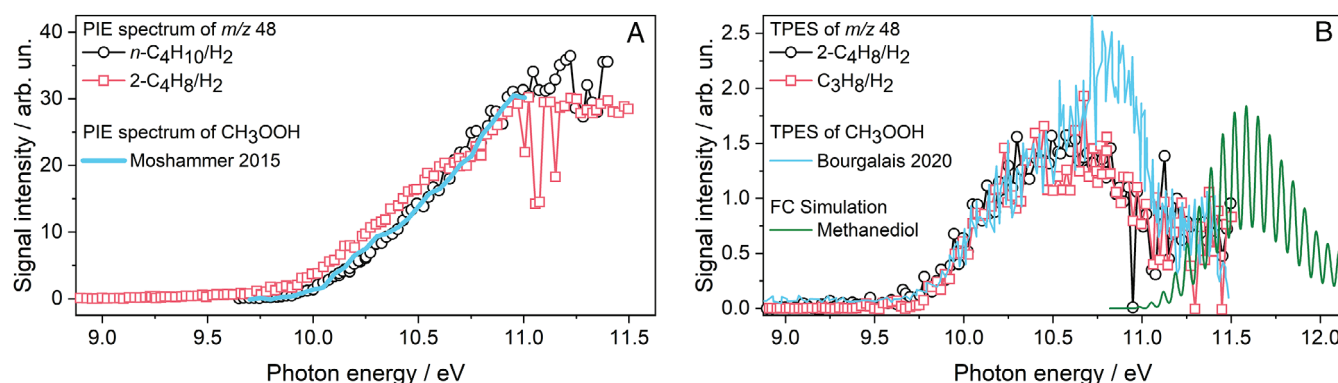 A
PIE spectrum of m/z 48
n-C4H10/H2
2-C4H8/H2
PIE spectrum of CH3OOH
Moshammer 2015
Signal intensity / arb. un.
40
30
20
10
0
9.0 9.5 10.0 10.5 11.0 11.5
Photon energy / eV
B
TPES of m/z 48
2-C4H8/H2
C3H8/H2
TPES of CH3OOH
Bourgalais 2020
FC Simulation
Methanediol
Signal intensity / arb. un.
2.5
2.0
1.5
1.0
0.5
0.0
9.0 9.5 10.0 10.5 11.0 11.5 12.0
Photon energy / eV